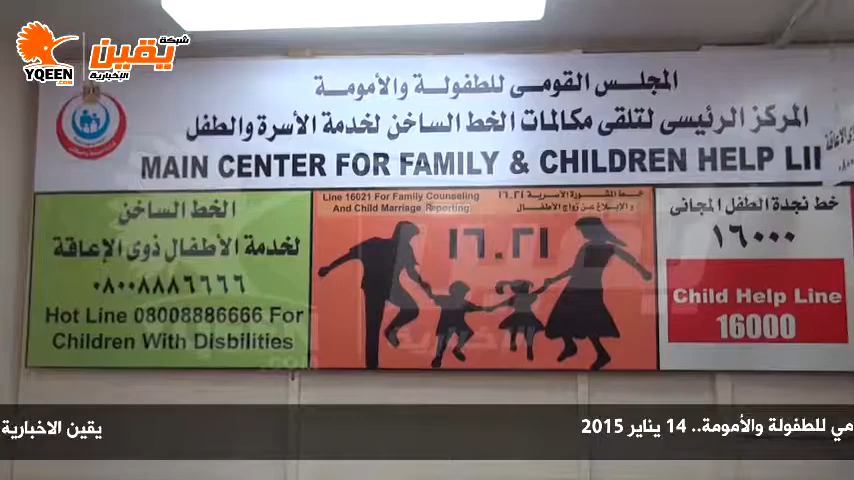 شبكة
يقين
الإخبارية
YQEEN
.com
المجلس القومى للطفولة والأمومة
المركز الرئيسى لتلقى مكالمات الخط الساخن لخدمة الأسرة والطفل
MAIN CENTER FOR FAMILY & CHILDREN HELP LI
الخط الساخن
لخدمة الأطفال ذوى الإعاقة
٠٨٠٠٨٨٨٦٦٦٦
Hot Line 08008886666 For
Children With Disbilities
Line 16021 For Family Counseling
And Child Marriage Reporting
خط المشورة الأسرية ١٦٠٢١
و الإبلاغ عن زواج الأطفال
١٦٠٢١
خط نجدة الطفل المجانى
١٦٠٠٠
Child Help Line
16000
مي للطفولة والأمومة.. 14 يناير 2015
يقين الاخبارية